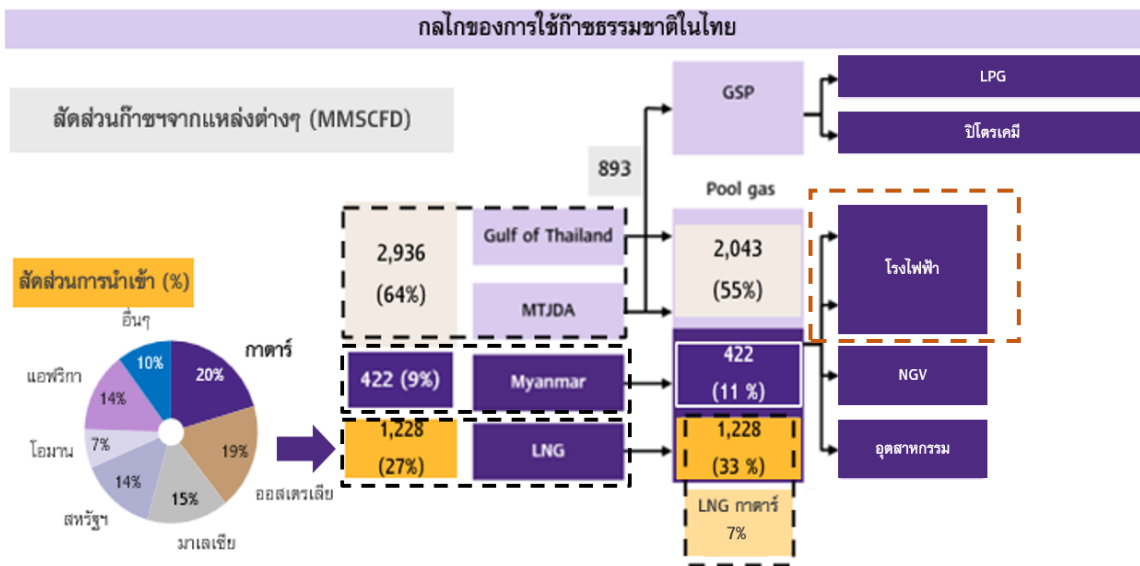 กลไกของการใช้ก๊าซธรรมชาติในไทย
สัดส่วนก๊าซฯจากแหล่งต่างๆ (MMSCFD)
GSP
LPG
ปิโตรเคมี
893
Pool gas
2,936
(64%)
Gulf of Thailand
MTJDA
2,043
(55%)
โรงไฟฟ้า
422 (9%)
Myanmar
422
(11 %)
NGV
1,228
(27%)
LNG
1,228
(33 %)
อุตสาหกรรม
LNG กาตาร์
7%
สัดส่วนการนำเข้า (%)
อื่นๆ
10%
กาตาร์
20%
แอฟริกา
14%
โอมาน
7%
19%
ออสเตรเลีย
14%
สหรัฐฯ
15%
มาเลเซีย